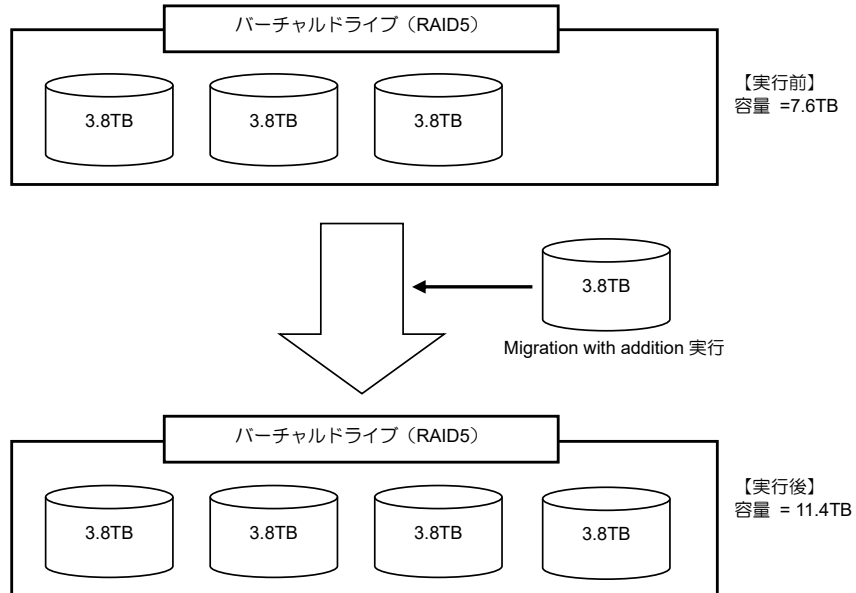 バーチャルドライブ（RAID5）
3.8TB
3.8TB
3.8TB
【実行前】
容量 =7.6TB
3.8TB
Migration with addition 実行
バーチャルドライブ（RAID5）
3.8TB
3.8TB
3.8TB
3.8TB
【実行後】
容量 = 11.4TB